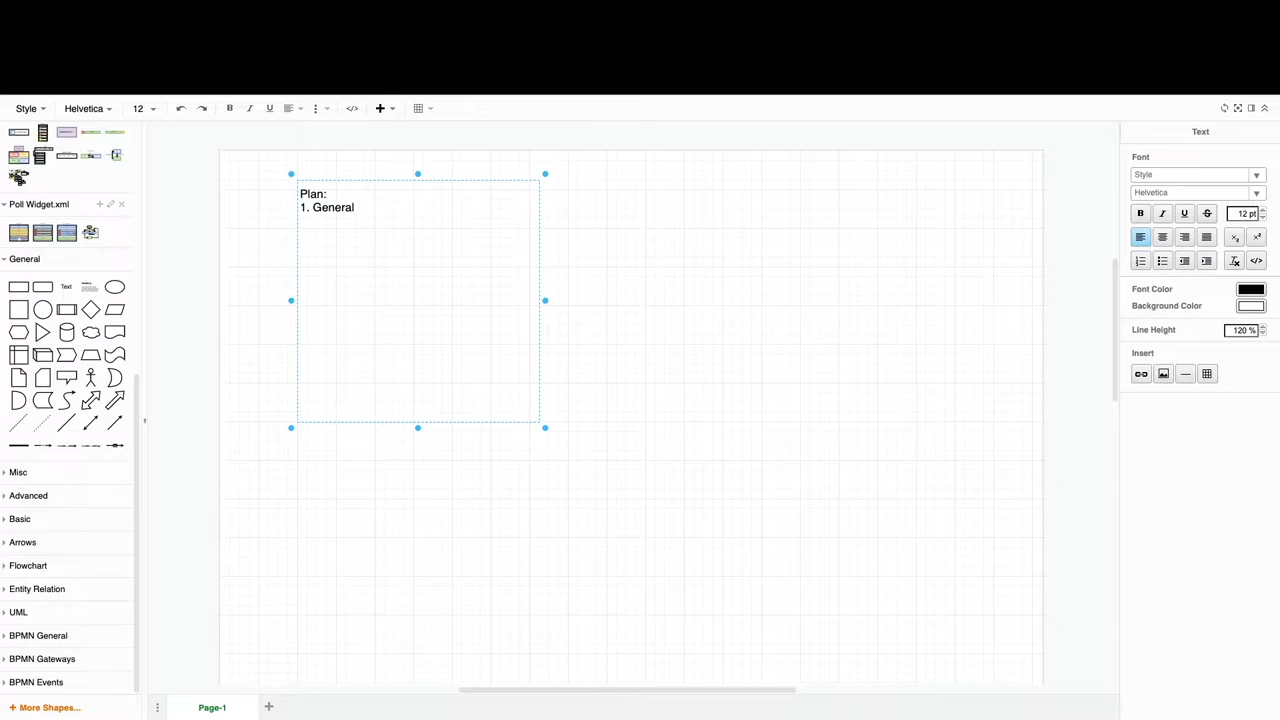 Style
Helvetica
12
B
I
U
</>
Poll Widget.xml
General
Text
Heading
Misc
Advanced
Basic
Arrows
Flowchart
Entity Relation
UML
BPMN General
BPMN Gateways
BPMN Events
+ More Shapes...
Plan:
1. General
Page-1
Text
Font
Style
Helvetica
B
I
U
S
12 pt
</>
Font Color
Background Color
Line Height
120 %
Insert